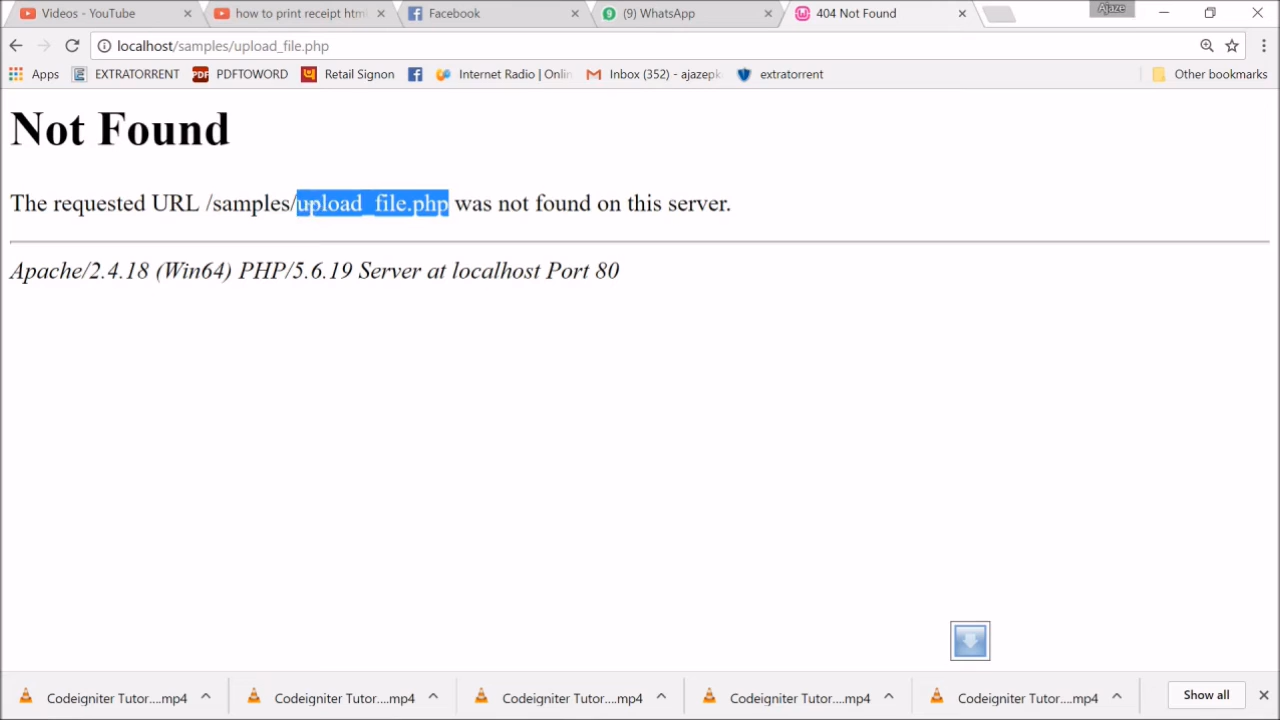 Videos - YouTube
how to print receipt html
Facebook
(9) WhatsApp
404 Not Found
Ajaze
localhost/samples/upload_file.php
Apps
EXTRATORRENT
PDF
PDFTOWORD
Retail Signon
Internet Radio | Onlin
Inbox (352) - ajazepk
extratorrent
Other bookmarks
Not Found
The requested URL /samples/upload_file.php was not found on this server.
Apache/2.4.18 (Win64) PHP/5.6.19 Server at localhost Port 80
Codeigniter Tutor....mp4
Codeigniter Tutor....mp4
Codeigniter Tutor....mp4
Codeigniter Tutor....mp4
Codeigniter Tutor....mp4
Show all